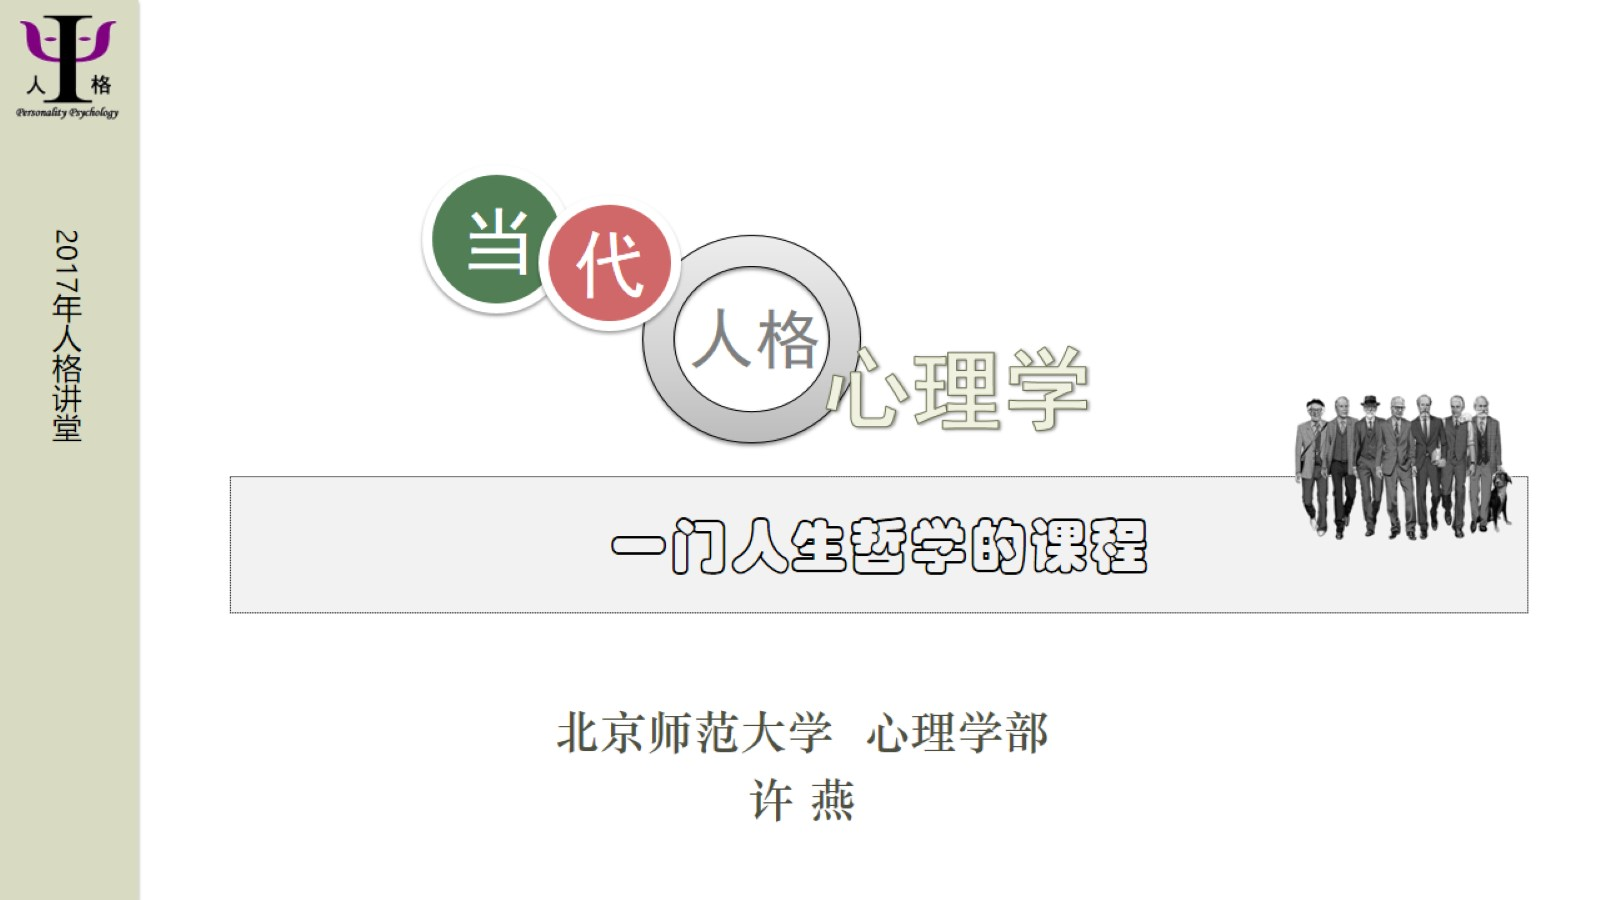 人 格
Personality Psychology
2017年人格讲堂
当代
人格
心理学
一门人生哲学的课程
北京师范大学 心理学部
许 燕